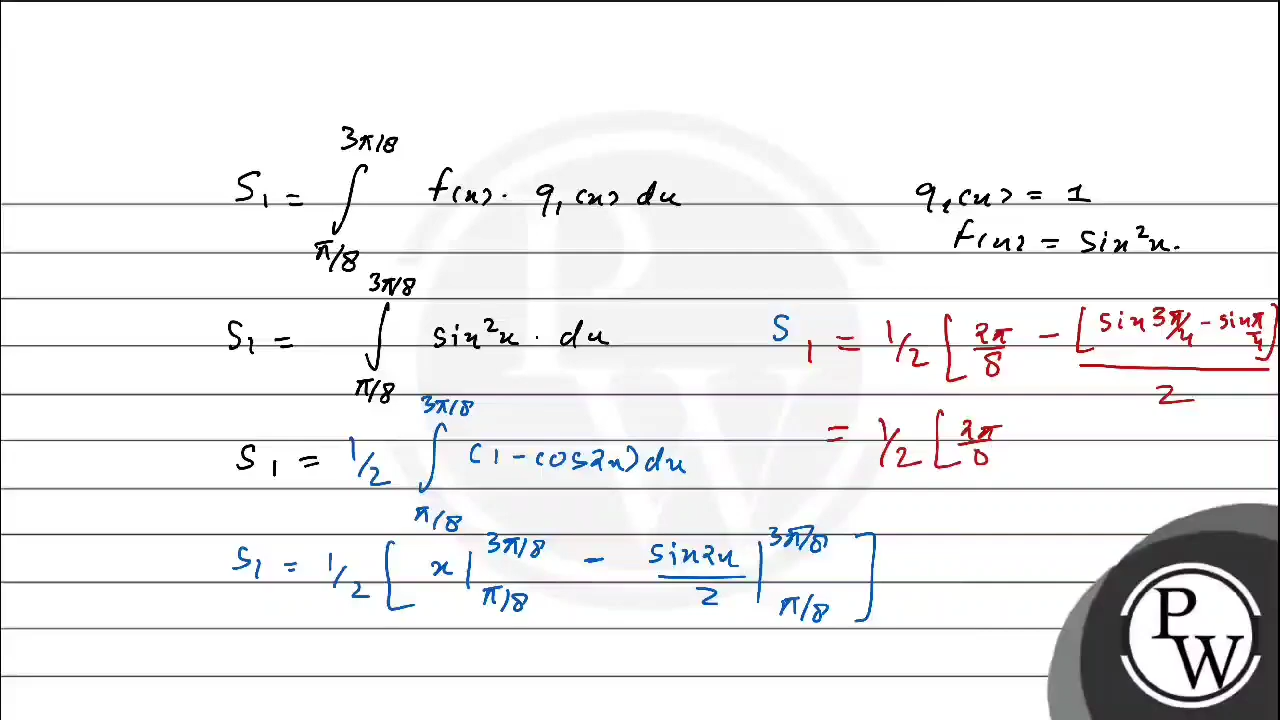 S₁ = ∫_{π/8}^{3π/8} f(x). g₁(x) dx
S₁ = ∫_{π/8}^{3π/8} sin²x . dx
S₁ = 1/2 ∫_{π/8}^{3π/8} (1 - cos2x) dx
S₁ = 1/2 [ x |_{π/8}^{3π/8} - sin2x/2 |_{π/8}^{3π/8} ]
g₁(x) = 1
f(x) = sin²x.
S₁ = 1/2 [ 2π/8 - [sin 3π/4 - sin π/4]/2
= 1/2 [ 2π/
PW
PW